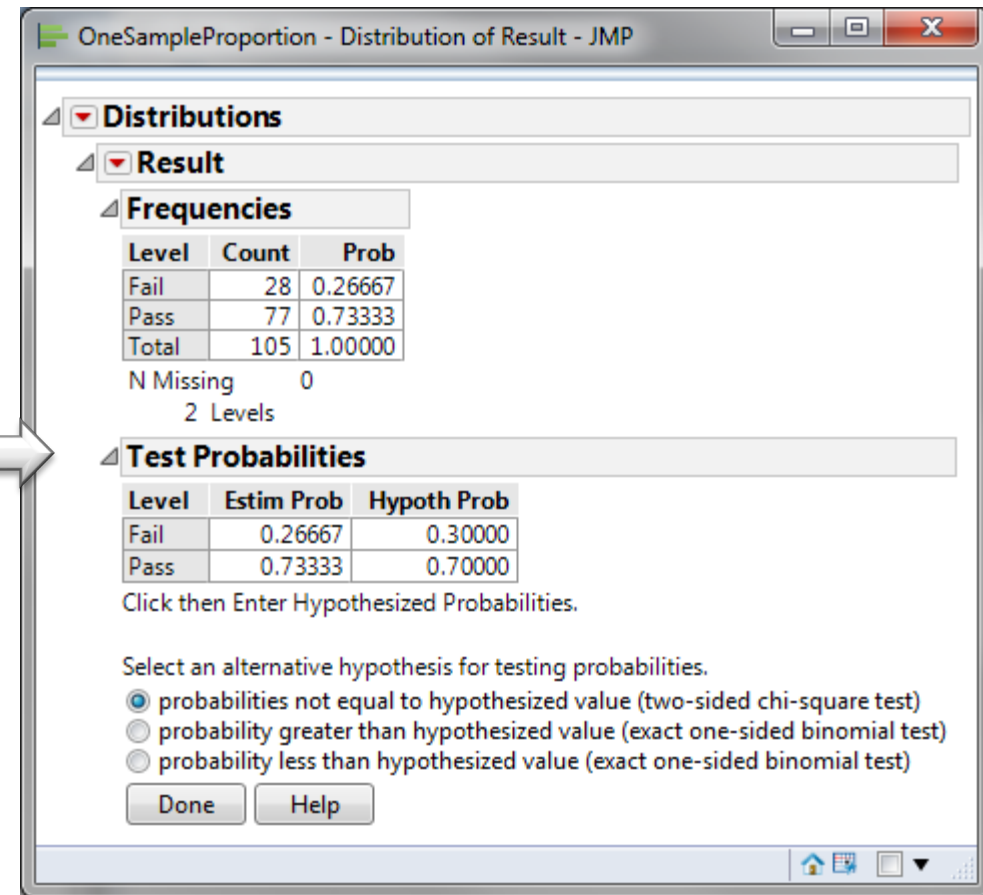 OneSampleProportion - Distribution of Result - JMP
Distributions
Result
Frequencies
Level Count Prob
Fail 28 0.26667
Pass 77 0.73333
Total 105 1.00000
N Missing 0
2 Levels
Test Probabilities
Level Estim Prob Hypoth Prob
Fail 0.26667 0.30000
Pass 0.73333 0.70000
Click then Enter Hypothesized Probabilities.
Select an alternative hypothesis for testing probabilities.
probabilities not equal to hypothesized value (two-sided chi-square test)
probability greater than hypothesized value (exact one-sided binomial test)
probability less than hypothesized value (exact one-sided binomial test)
Done Help